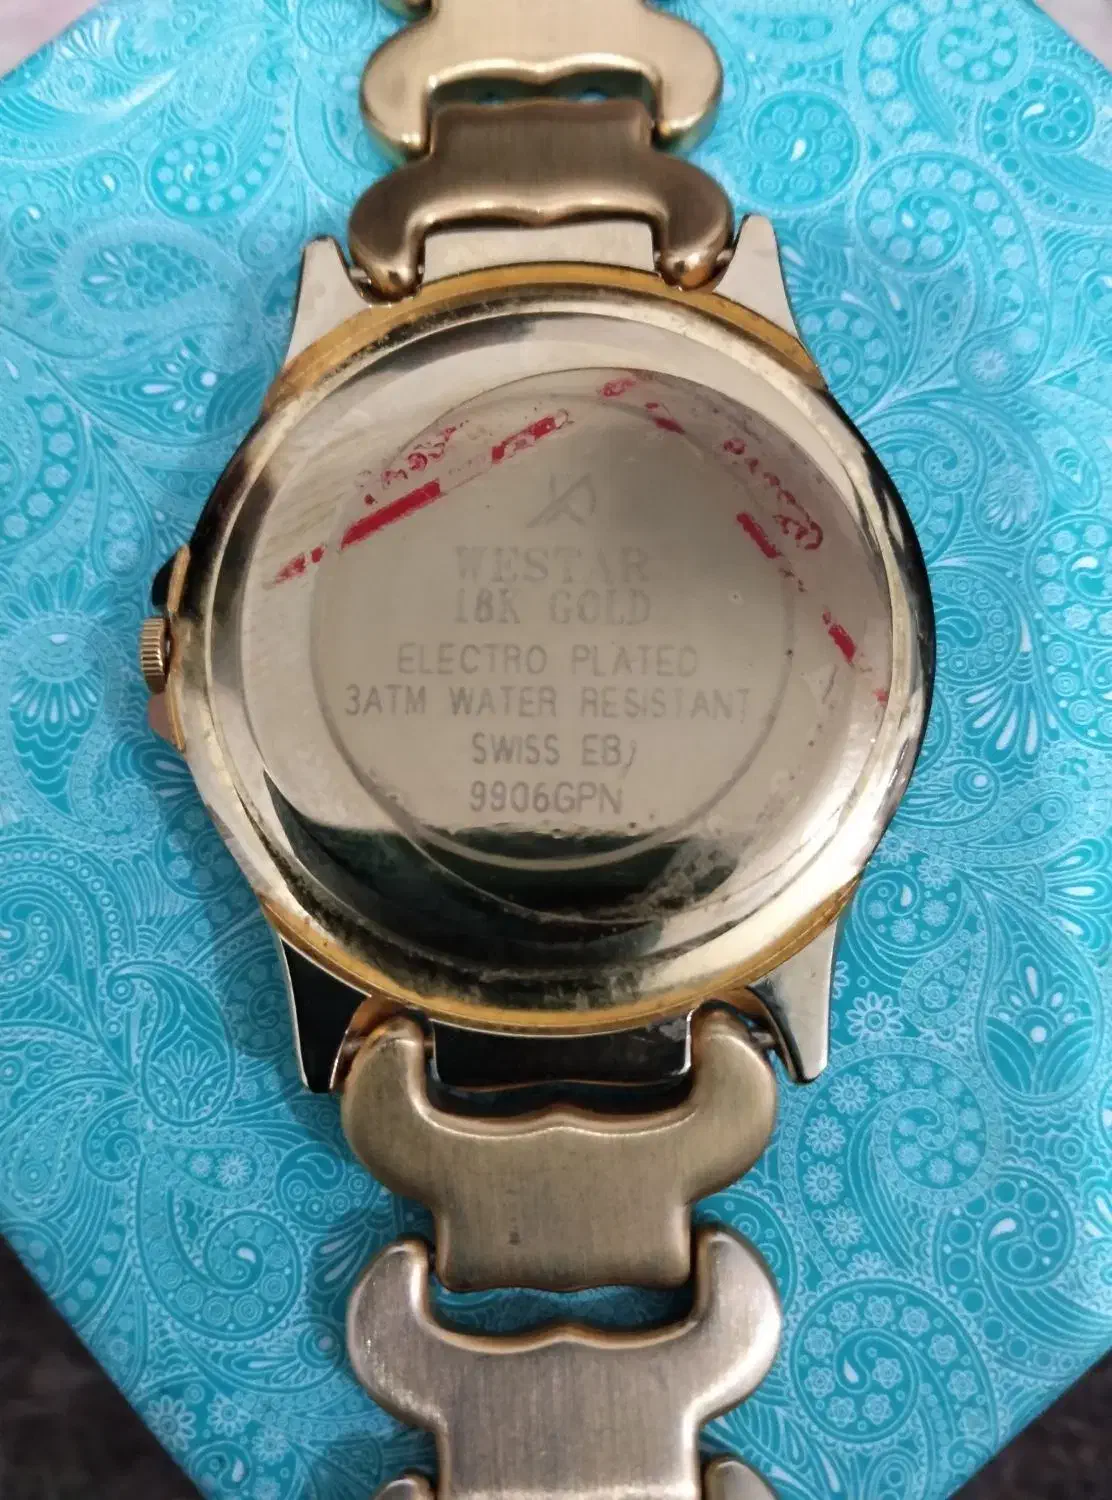 WESTAR
18K GOLD
ELECTRO PLATED
3ATM WATER RESISTANT
SWISS EB
9906GPN